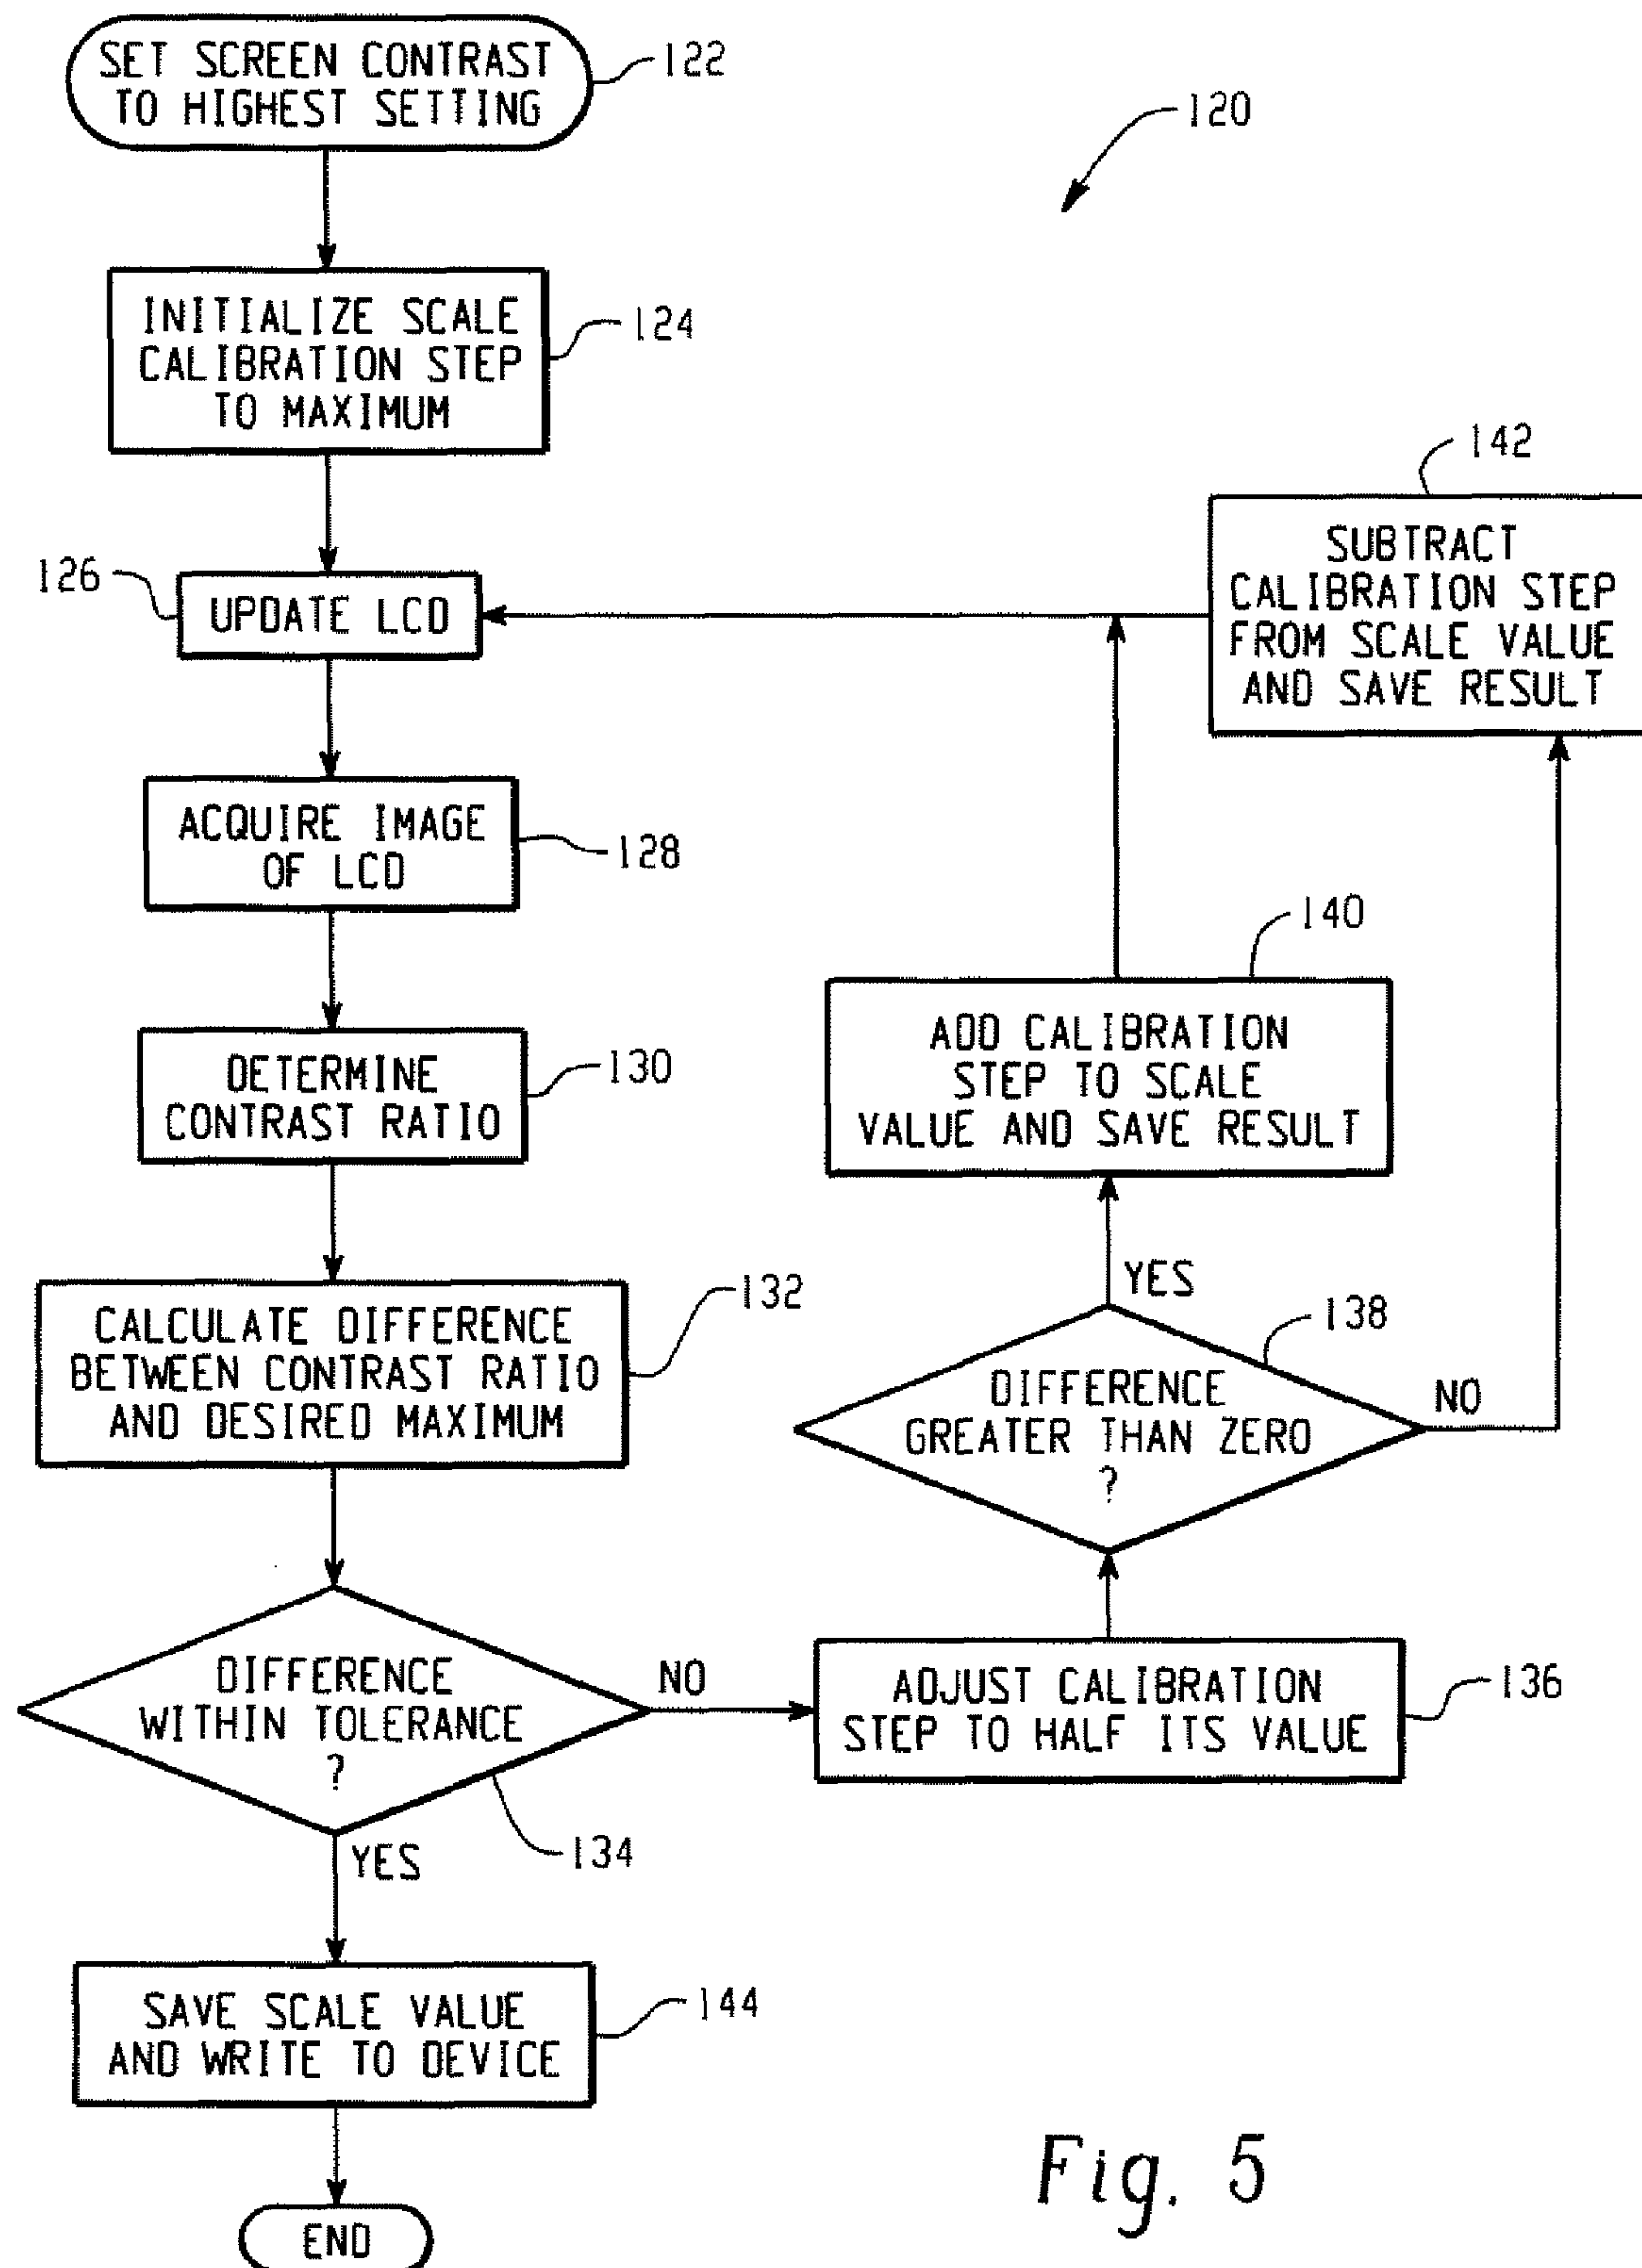 SET SCREEN CONTRAST
TO HIGHEST SETTING
122
120
INITIALIZE SCALE
CALIBRATION STEP
TO MAXIMUM
124
142
SUBTRACT
CALIBRATION STEP
FROM SCALE VALUE
AND SAVE RESULT
126
UPDATE LCD
ACQUIRE IMAGE
OF LCD
128
140
ADD CALIBRATION
STEP TO SCALE
VALUE AND SAVE RESULT
DETERMINE
CONTRAST RATIO
130
YES
CALCULATE DIFFERENCE
BETWEEN CONTRAST RATIO
AND DESIRED MAXIMUM
132
138
DIFFERENCE
GREATER THAN ZERO
?
NO
DIFFERENCE
WITHIN TOLERANCE
?
NO
134
YES
ADJUST CALIBRATION
STEP TO HALF ITS VALUE
136
SAVE SCALE VALUE
AND WRITE TO DEVICE
144
END
Fig. 5